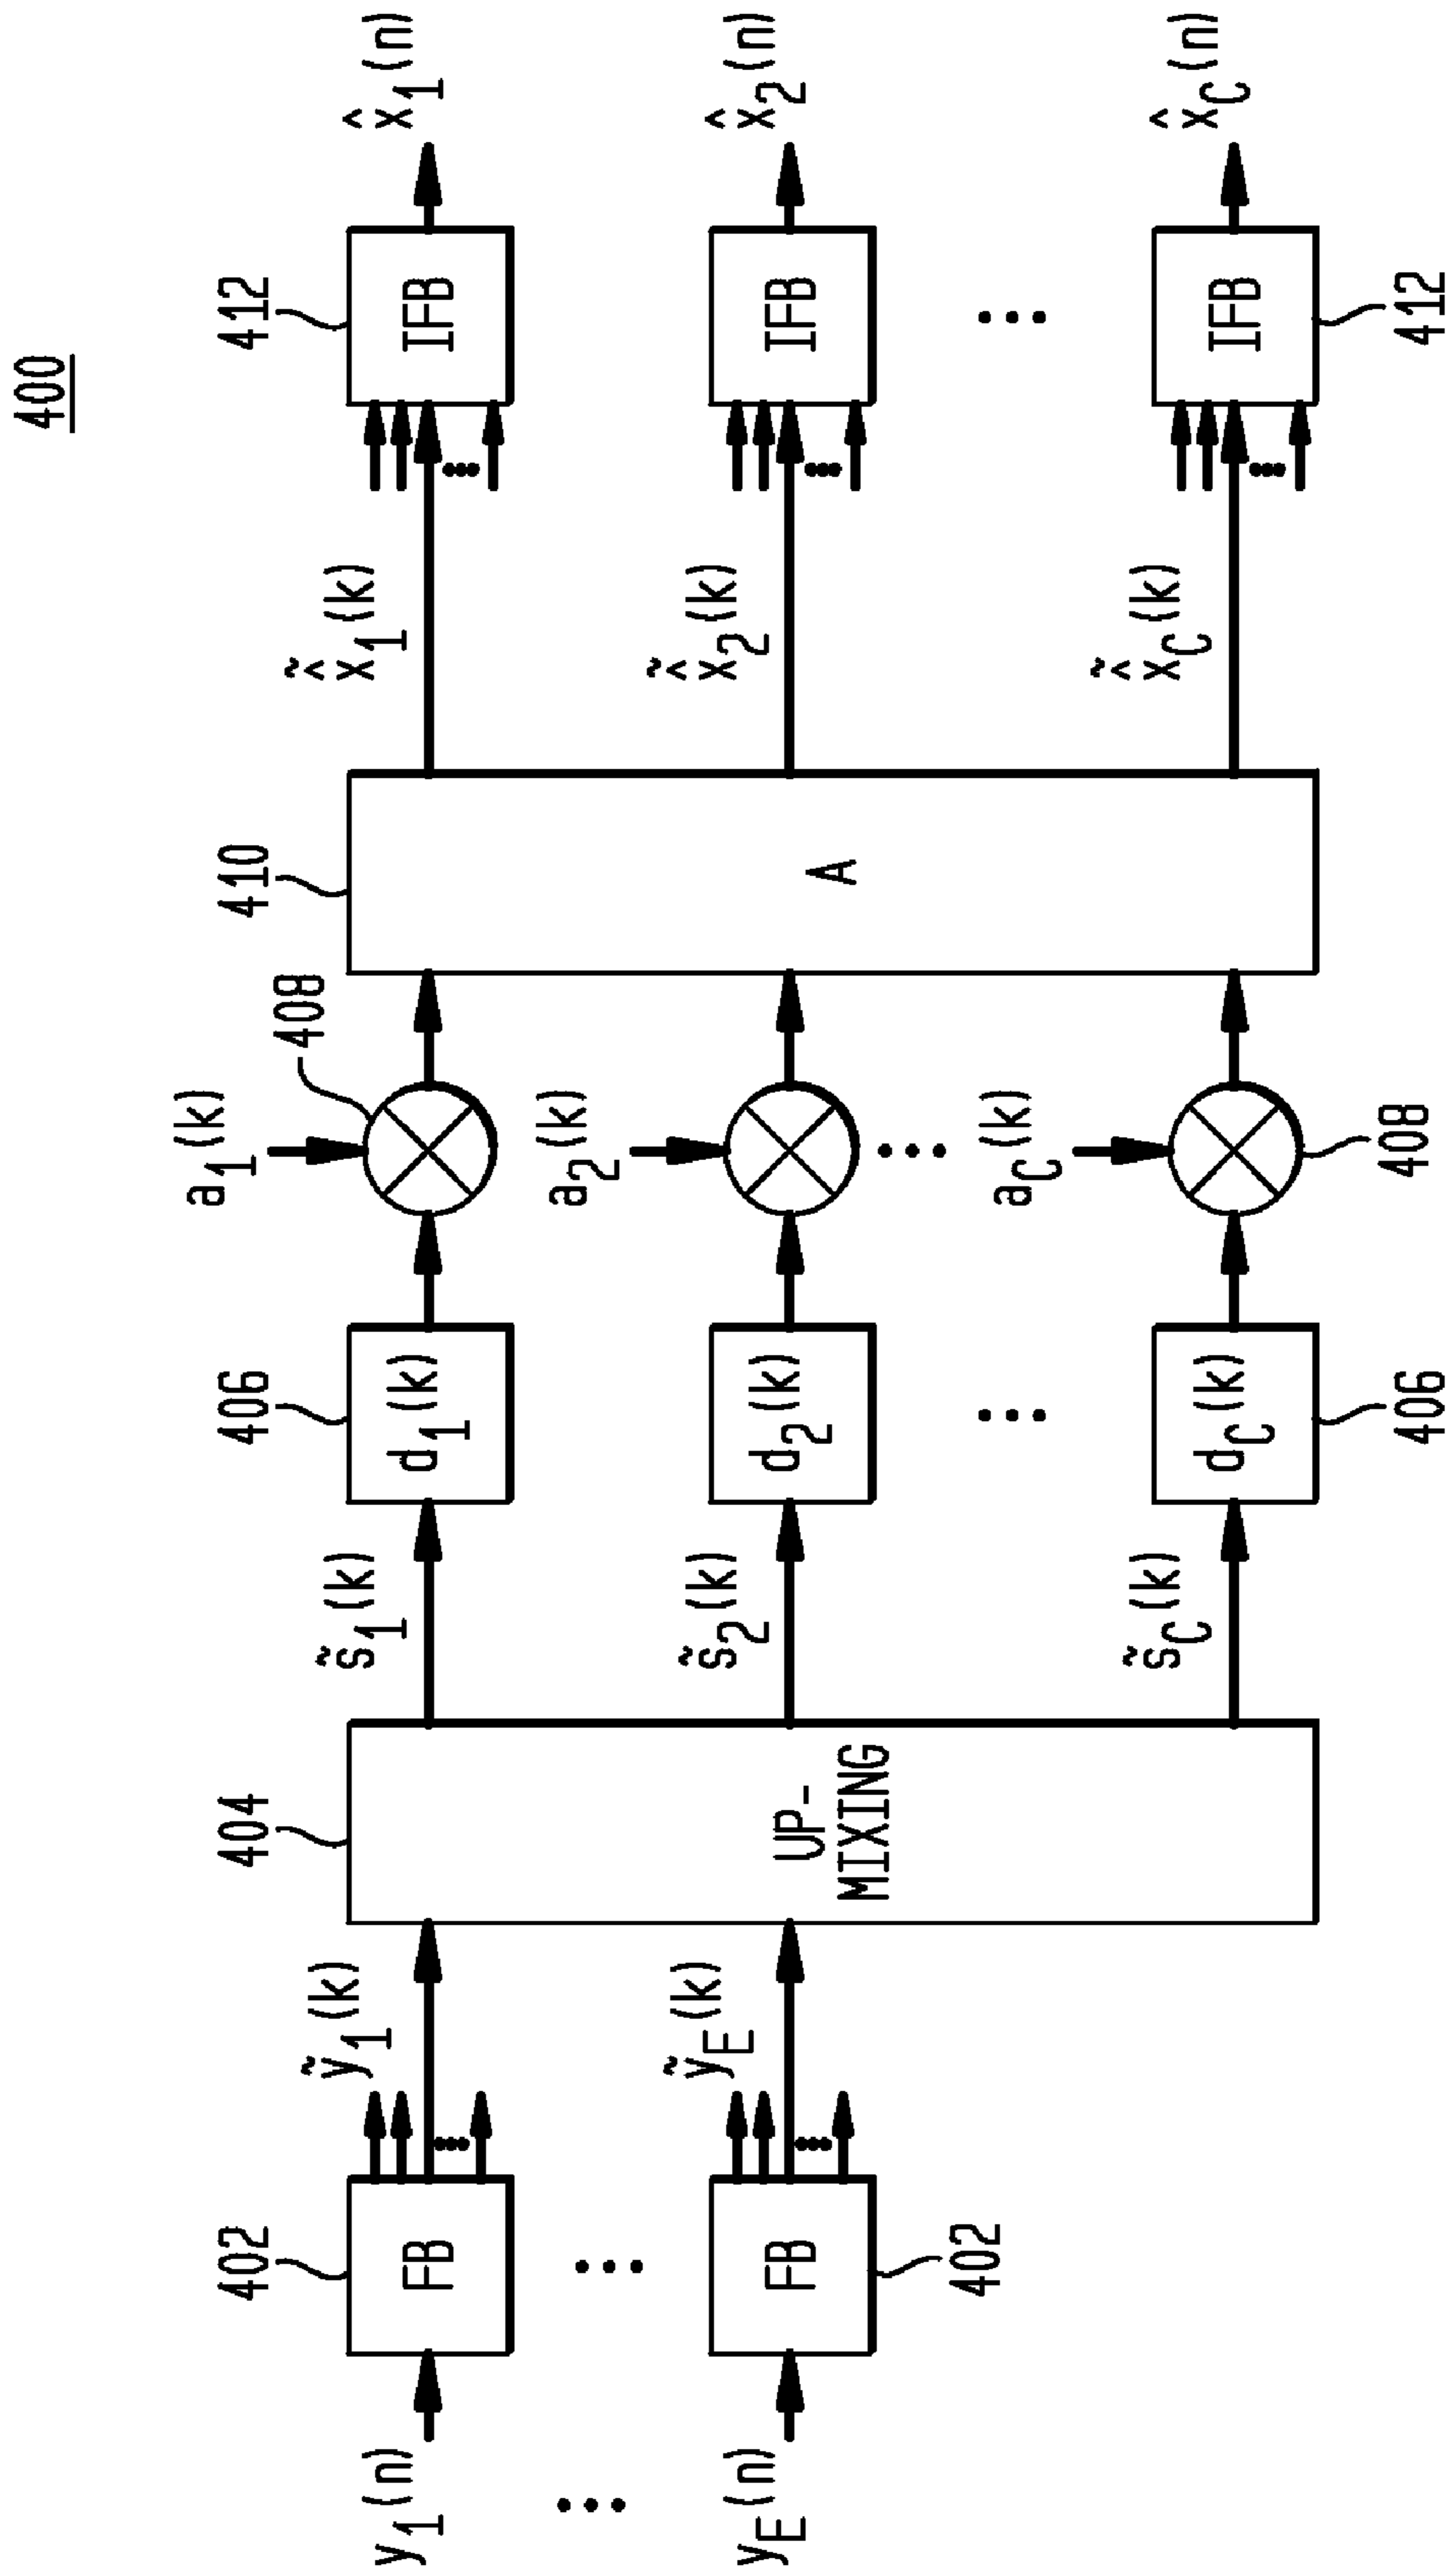 400
402
404
406
408
410
412
y₁(n)
FB
ỹ₁(k)
UP-
MIXING
s̃₁(k)
d₁(k)
a₁(k)
A
x̂̃₁(k)
IFB
x̂₁(n)
yE(n)
FB
ỹE(k)
s̃₂(k)
d₂(k)
a₂(k)
x̂̃₂(k)
IFB
x̂₂(n)
402
s̃C(k)
dC(k)
aC(k)
x̂̃C(k)
IFB
x̂C(n)
406
408
412